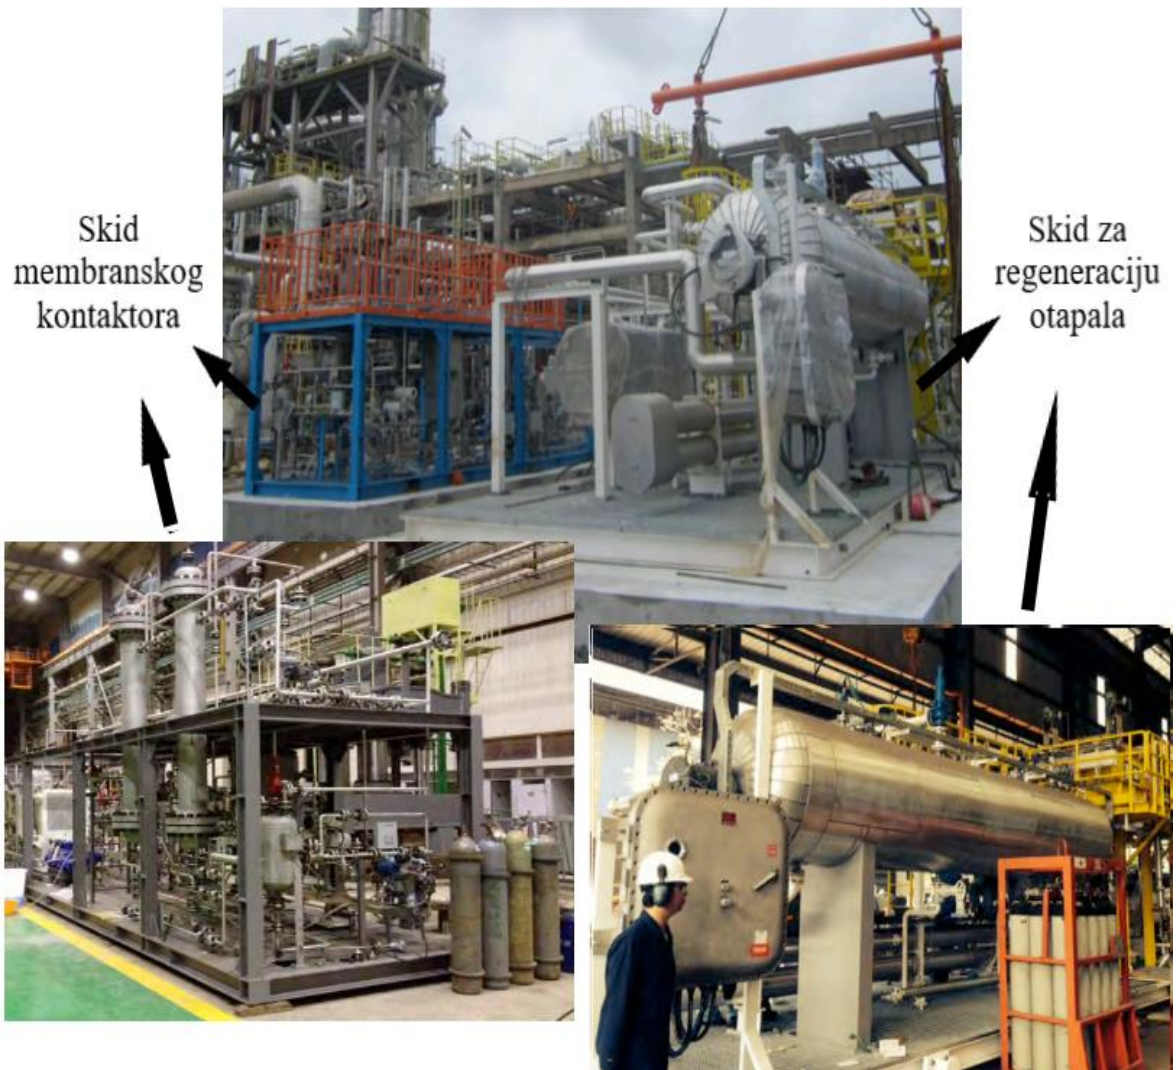 Skid
membranskog
kontaktora
Skid za
regeneraciju
otapala